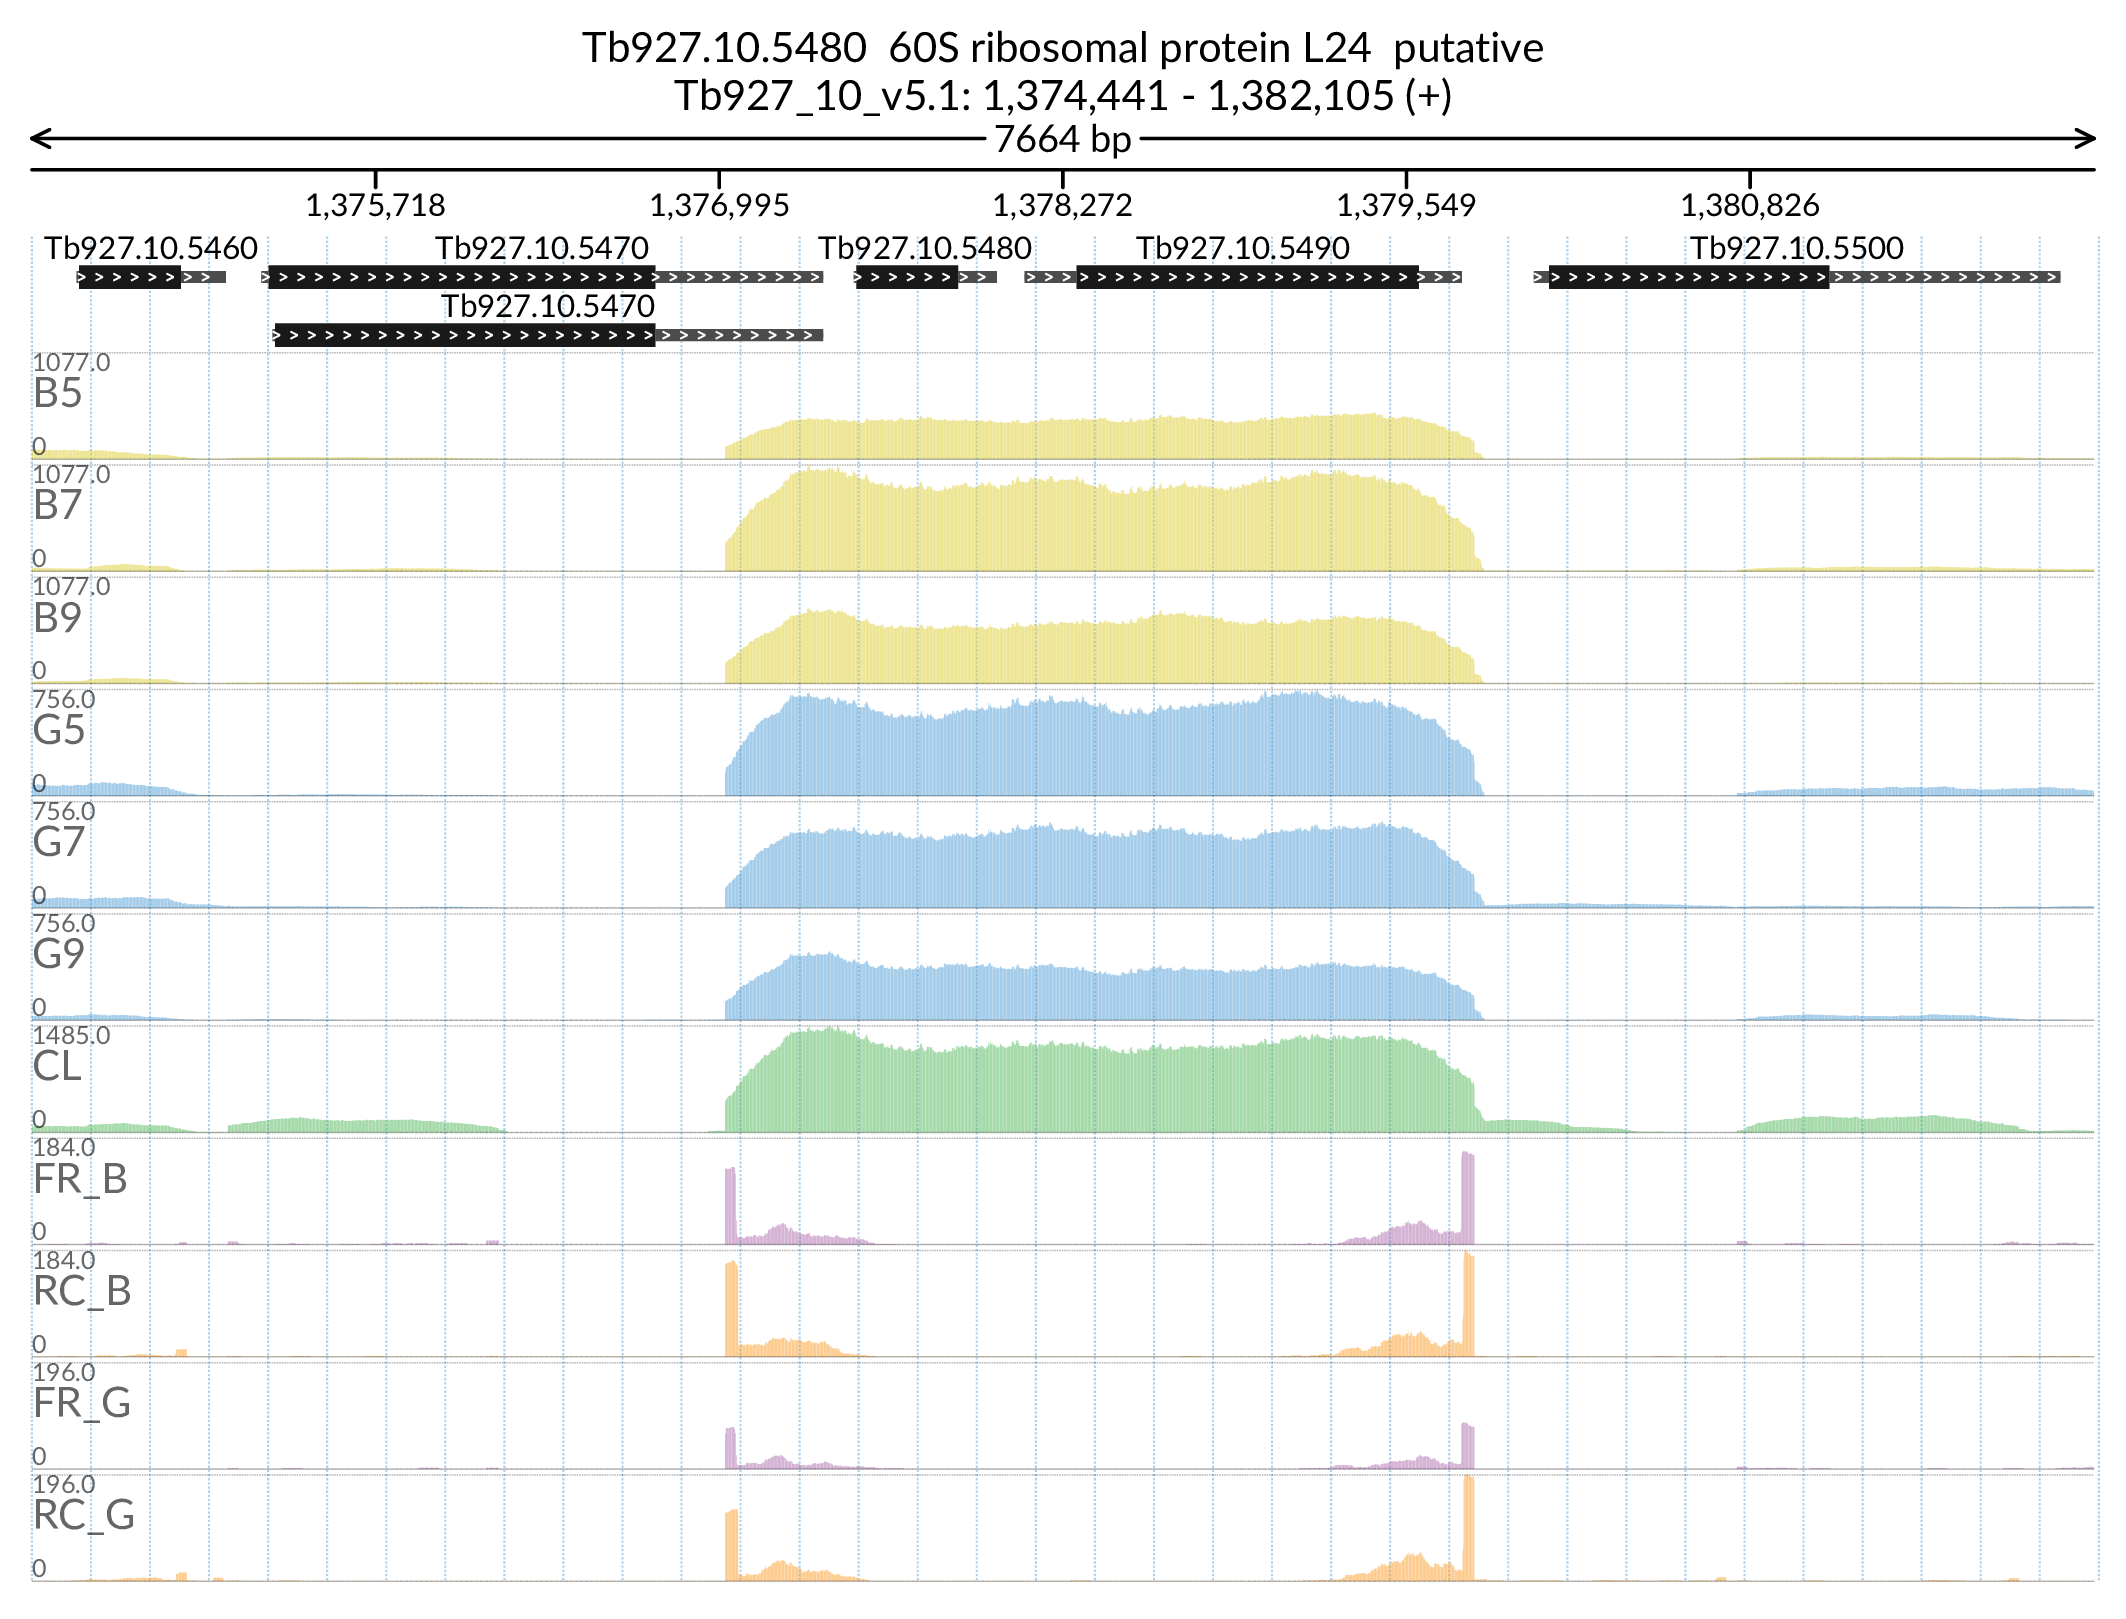 Tb927.10.5480  60S ribosomal protein L24  putative
Tb927_10_v5.1: 1,374,441 - 1,382,105 (+)
7664 bp
1,375,718 1,376,995 1,378,272 1,379,549 1,380,826
Tb927.10.5460 Tb927.10.5470 Tb927.10.5480 Tb927.10.5490 Tb927.10.5500
Tb927.10.5470
1077.0
B5
0
1077.0
B7
0
1077.0
B9
0
756.0
G5
0
756.0
G7
0
756.0
G9
0
1485.0
CL
0
184.0
FR_B
0
184.0
RC_B
0
196.0
FR_G
0
196.0
RC_G
0